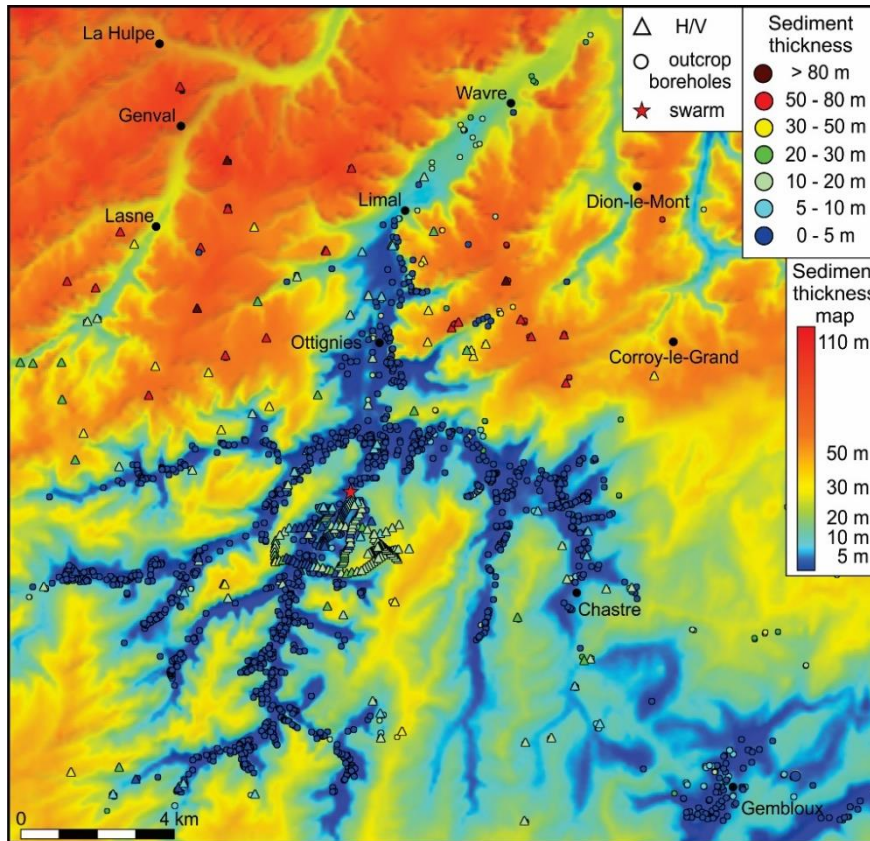 La Hulpe
Genval
Lasne
Wavre
Limal
Dion-le-Mont
Ottignies
Corroy-le-Grand
Chastre
Gembloux
0
4 km
H/V
outcrop
boreholes
swarm
Sediment
thickness
> 80 m
50 - 80 m
30 - 50 m
20 - 30 m
10 - 20 m
5 - 10 m
0 - 5 m
Sediment
thickness
map
110 m
50 m
30 m
20 m
10 m
5 m